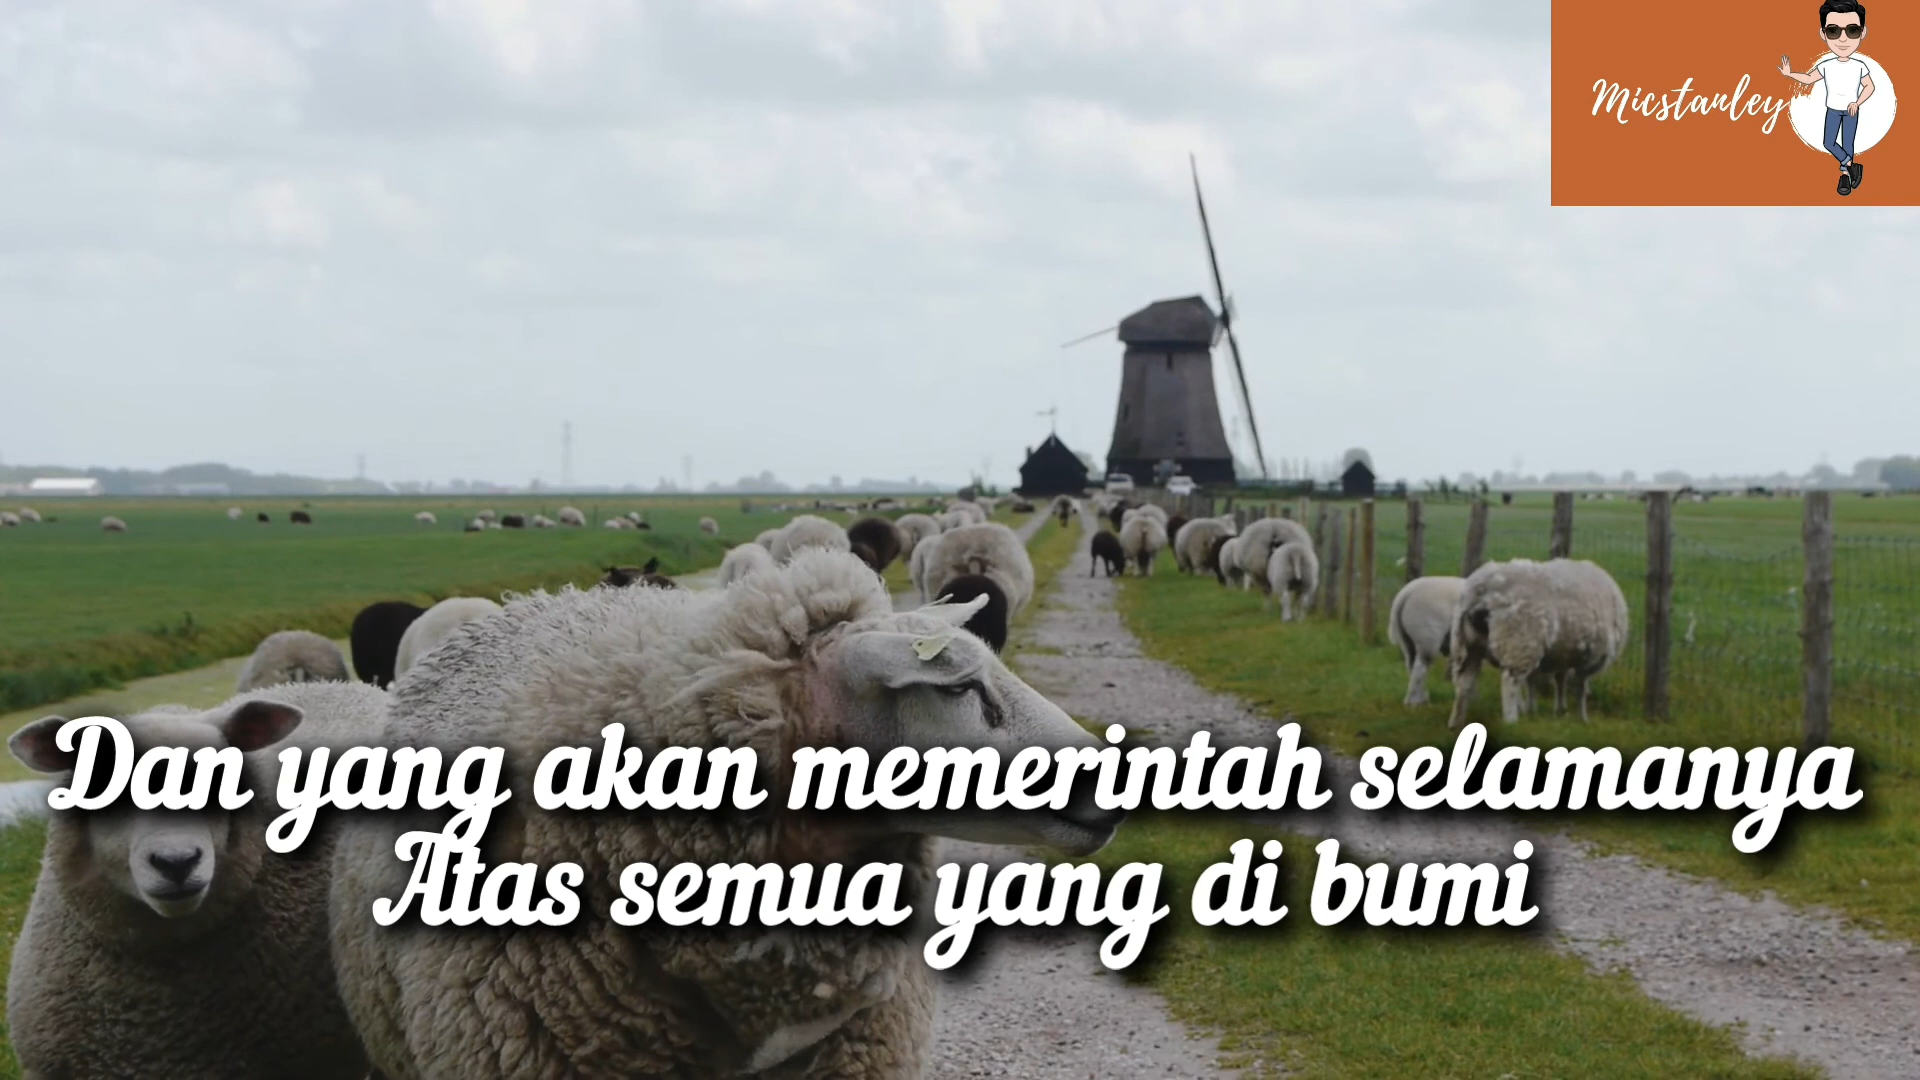 Micstanley
Dan yang akan memerintah selamanya
Atas semua yang di bumi